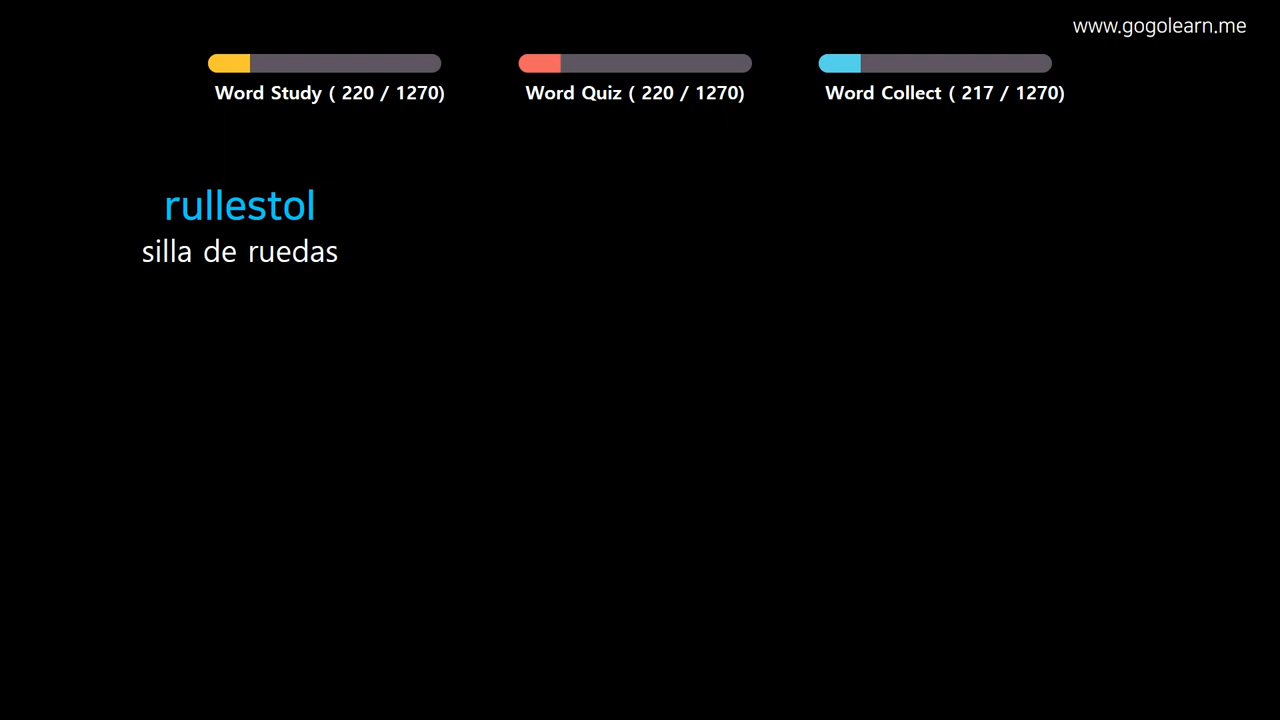 www.gogolearn.me
Word Study ( 220 / 1270)
Word Quiz ( 220 / 1270)
Word Collect ( 217 / 1270)
rullestol
silla de ruedas